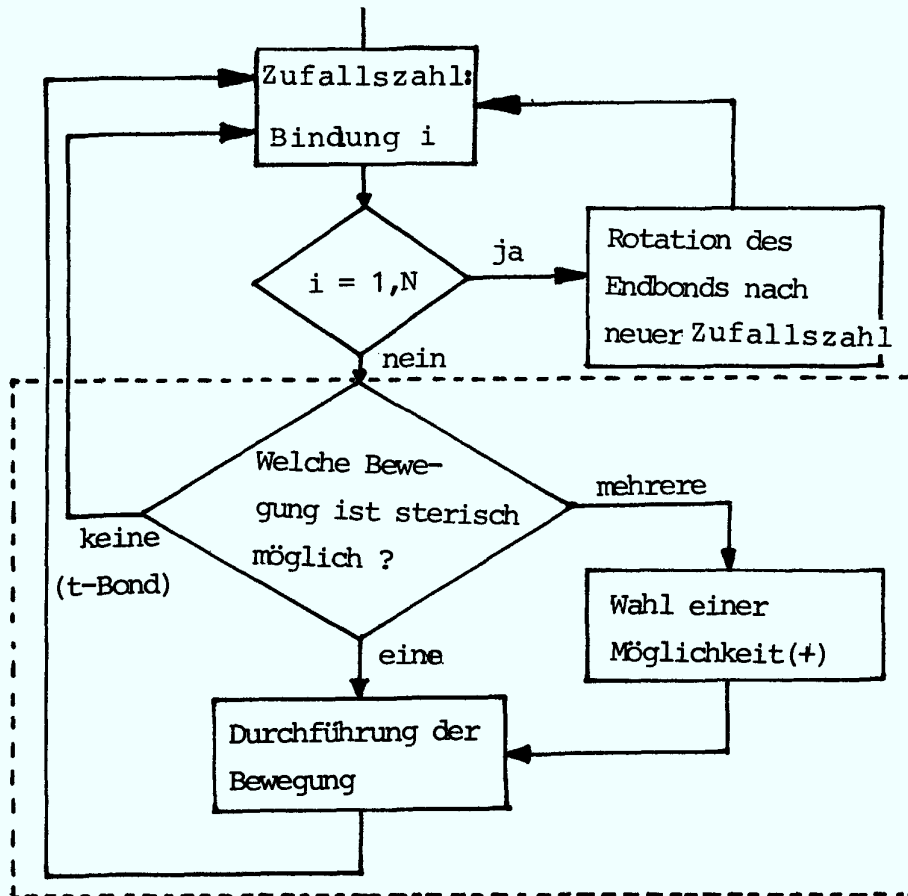 Zufallszahl:
Bindung i
i = 1,N
ja
Rotation des
Endbonds nach
neuer Zufallszahl
nein
Welche Bewe-
gung ist sterisch
möglich ?
mehrere
keine
(t-Bond)
Wahl einer
Möglichkeit(+)
eine
Durchführung der
Bewegung